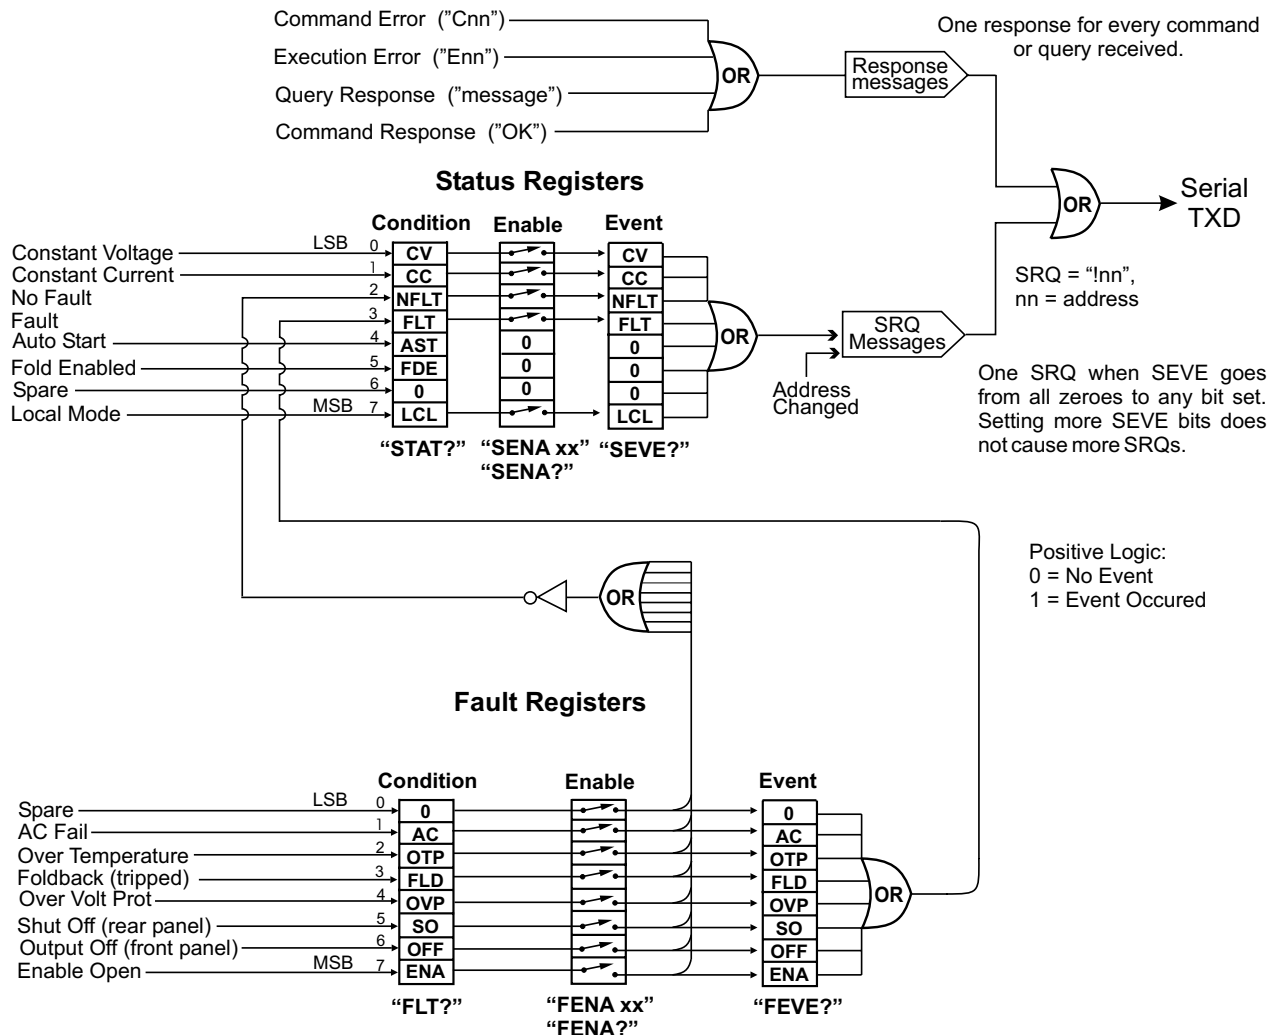 Command Error (”Cnn”)
Execution Error (”Enn”)
Query Response (”message”)
Command Response (”OK”)
OR
Response
messages
One response for every command
or query received.
OR
Serial
TXD
Status Registers
Condition Enable Event
Constant Voltage LSB 0 CV CV
Constant Current 1 CC CC
No Fault 2 NFLT NFLT
Fault 3 FLT FLT
Auto Start 4 AST 0 0
Fold Enabled 5 FDE 0 0
Spare 6 0 0 0
Local Mode MSB 7 LCL LCL
“STAT?” “SENA xx” “SEVE?”
“SENA?”
OR
SRQ
Messages
Address
Changed
SRQ = “!nn”,
nn = address
One SRQ when SEVE goes
from all zeroes to any bit set.
Setting more SEVE bits does
not cause more SRQs.
Positive Logic:
0 = No Event
1 = Event Occured
OR
Fault Registers
Condition Enable Event
Spare LSB 0 0 0
AC Fail 1 AC AC
Over Temperature 2 OTP OTP
Foldback (tripped) 3 FLD FLD
Over Volt Prot 4 OVP OVP
Shut Off (rear panel) 5 SO SO
Output Off (front panel) 6 OFF OFF
Enable Open MSB 7 ENA ENA
OR
“FLT?” “FENA xx” “FEVE?”
“FENA?”